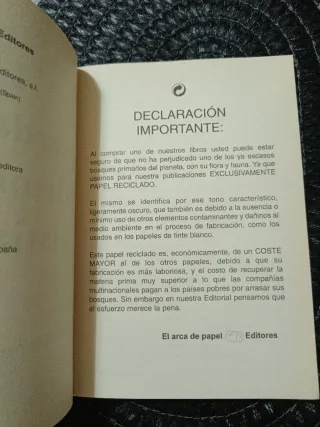 Editores
ditores, s.l.
(Spain)
editora
spaña
DECLARACIÓN
IMPORTANTE:
Al comprar uno de nuestros libros usted puede estar
seguro de que no ha perjudicado uno de los ya escasos
bosques primarios del planeta, con su flora y fauna. Ya que
usamos para nuestra publicaciones EXCLUSIVAMENTE
PAPEL RECICLADO.
El mismo se identifica por ese tono característico,
ligeramente oscuro, que también es debido a la ausencia o
mínimo uso de otros elementos contaminantes y dañinos al
medio ambiente en el proceso de fabricación, como los
usados en los papeles de tinte blanco.
Este papel reciclado es, económicamente, de un COSTE
MAYOR al de los otros papeles, debido a que su
fabricación es más laboriosa, y el costo de recuperar la
materia prima muy superior a lo que las compañías
multinacionales pagan a los países pobres por arrasar sus
bosques. Sin embargo en nuestra Editorial pensamos que
el esfuerzo merece la pena.
El arca de papel Editores